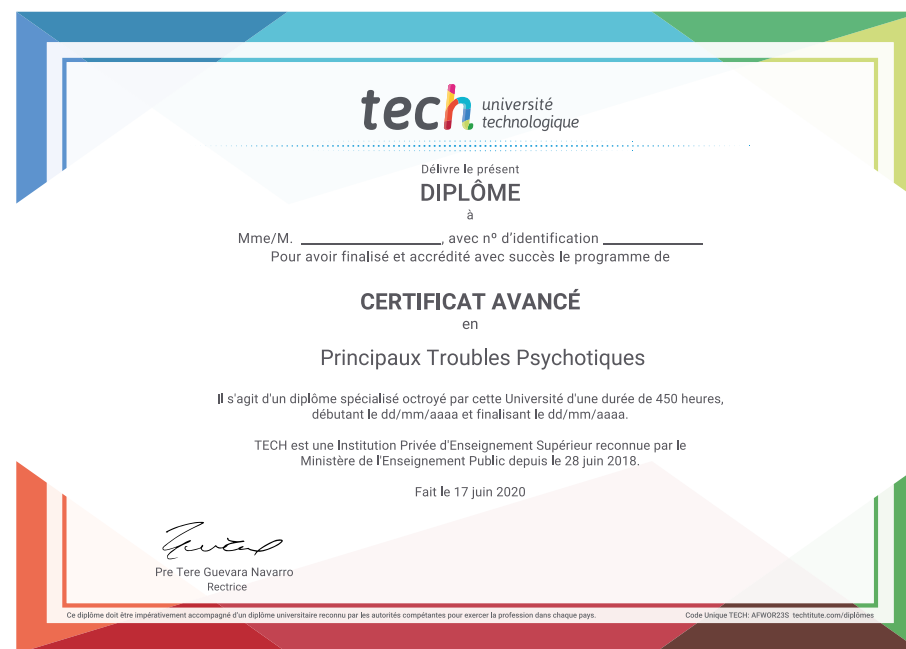 tech université
technologique
Délivre le présent
DIPLÔME
à
Mme/M. ____________________, avec nº d'identification ______________
Pour avoir finalisé et accrédité avec succès le programme de
CERTIFICAT AVANCÉ
en
Principaux Troubles Psychotiques
Il s'agit d'un diplôme spécialisé octroyé par cette Université d'une durée de 450 heures,
débutant le dd/mm/aaaa et finalisant le dd/mm/aaaa.
TECH est une Institution Privée d'Enseignement Supérieur reconnue par le
Ministère de l'Enseignement Public depuis le 28 juin 2018.
Fait le 17 juin 2020
Pre Tere Guevara Navarro
Rectrice
Ce diplôme doit être impérativement accompagné d'un diplôme universitaire reconnu par les autorités compétantes pour exercer la profession dans chaque pays.
Code Unique TECH: AFWOR23S techtitute.com/diplômes